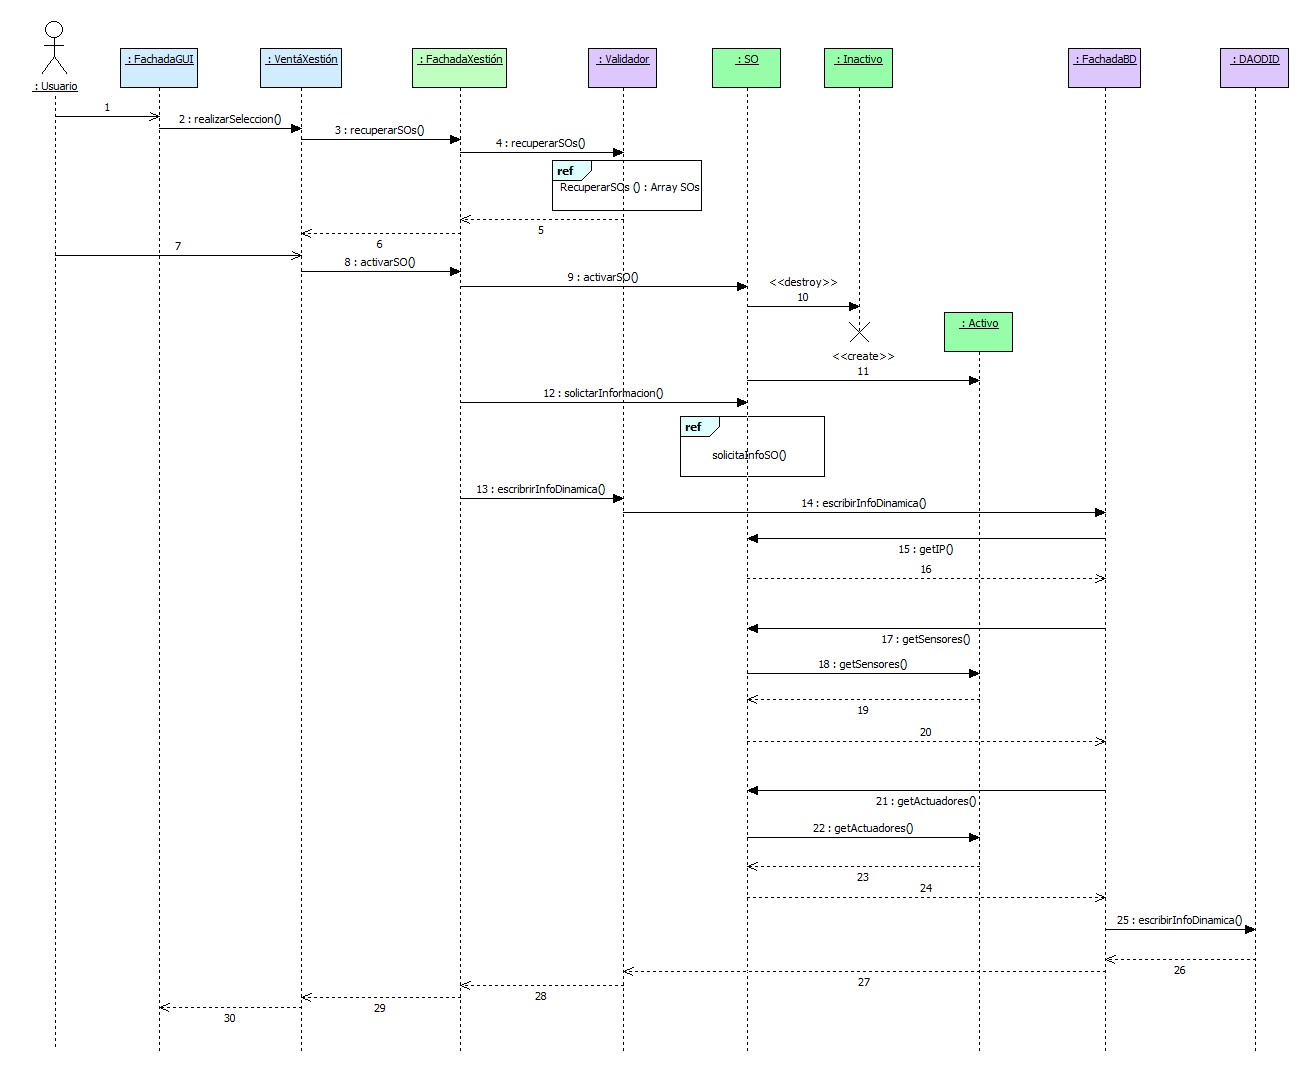 : Usuario
: FachadaGUI
: VentáXestión
: FachadaXestión
: Validador
: SO
: Inactivo
: FachadaBD
: DAODID
1
2 : realizarSeleccion()
3 : recuperarSOs()
4 : recuperarSOs()
ref
RecuperarSOs () : Array SOs
5
6
7
8 : activarSO()
9 : activarSO()
<<destroy>>
10
: Activo
<<create>>
11
12 : solictarInformacion()
ref
solicitaInfoSO()
13 : escribrirInfoDinamica()
14 : escribirInfoDinamica()
15 : getIP()
16
17 : getSensores()
18 : getSensores()
19
20
21 : getActuadores()
22 : getActuadores()
23
24
25 : escribirInfoDinamica()
26
27
28
29
30